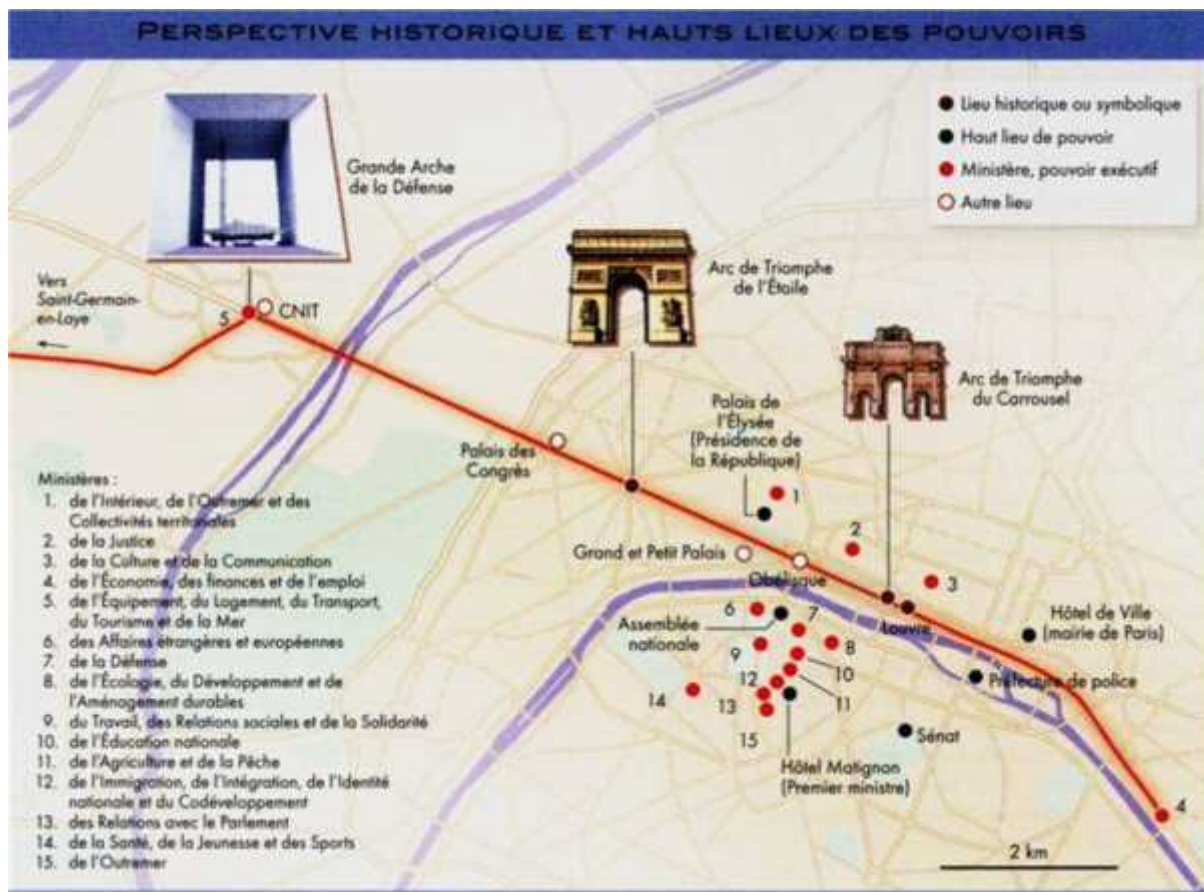 PERSPECTIVE HISTORIQUE ET HAUTS LIEUX DES POUVOIRS
Lieu historique ou symbolique
Haut lieu de pouvoir
Ministère, pouvoir exécutif
Autre lieu
Grande Arche
de la Défense
Vers
Saint-Germain-
en-Laye
5
CNIT
Arc de Triomphe
de l'Étoile
Arc de Triomphe
du Carrousel
Palais des
Congrès
Palais de
l'Élysée
(Présidence de
la République)
1
2
3
Grand et Petit Palais
Obélisque
Louvre
Hôtel de Ville
(mairie de Paris)
Préfecture de police
Assemblée
nationale
6
7
8
9
10
11
12
13
14
15
Sénat
Hôtel Matignon
(Premier ministre)
4
2 km
Ministères :
1. de l'Intérieur, de l'Outremer et des
Collectivités territoriales
2. de la Justice
3. de la Culture et de la Communication
4. de l'Économie, des finances et de l'emploi
5. de l'Équipement, du Logement, du Transport,
du Tourisme et de la Mer
6. des Affaires étrangères et européennes
7. de la Défense
8. de l'Écologie, du Développement et de
l'Aménagement durables
9. du Travail, des Relations sociales et de la Solidarité
10. de l'Éducation nationale
11. de l'Agriculture et de la Pêche
12. de l'Immigration, de l'Intégration, de l'Identité
nationale et du Codéveloppement
13. des Relations avec le Parlement
14. de la Santé, de la Jeunesse et des Sports
15. de l'Outremer